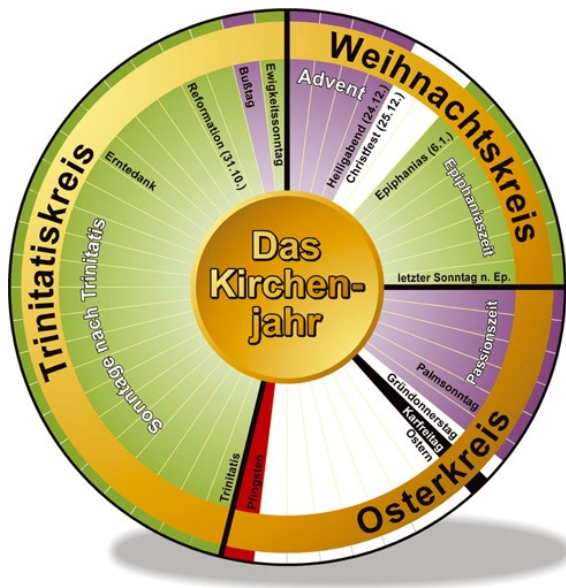 Das
Kirchen-
jahr
Weihnachtskreis
Advent
Heiligabend (24.12.)
Christfest (25.12.)
Epiphanias (6.1.)
Epiphaniaszeit
letzter Sonntag n. Ep.
Osterkreis
Passionszeit
Palmsonntag
Gründonnerstag
Karfreitag
Ostern
Pfingsten
Trinitatis
Trinitatiskreis
Sonntage nach Trinitatis
Erntedank
Reformation (31.10.)
Bußtag
Ewigkeitssonntag